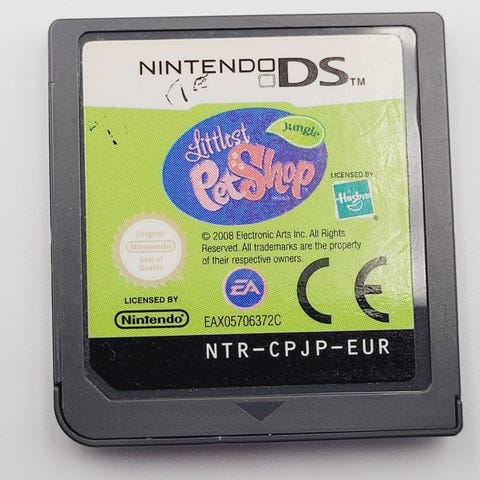 NINTENDO DS™
Jungle
Littlest
PetShop
LICENSED BY
Hasbro
Original
Nintendo
Seal of
Quality
© 2008 Electronic Arts Inc. All Rights
Reserved. All trademarks are the property
of their respective owners.
LICENSED BY
Nintendo
EA
EAX05706372C
CE
NTR-CPJP-EUR